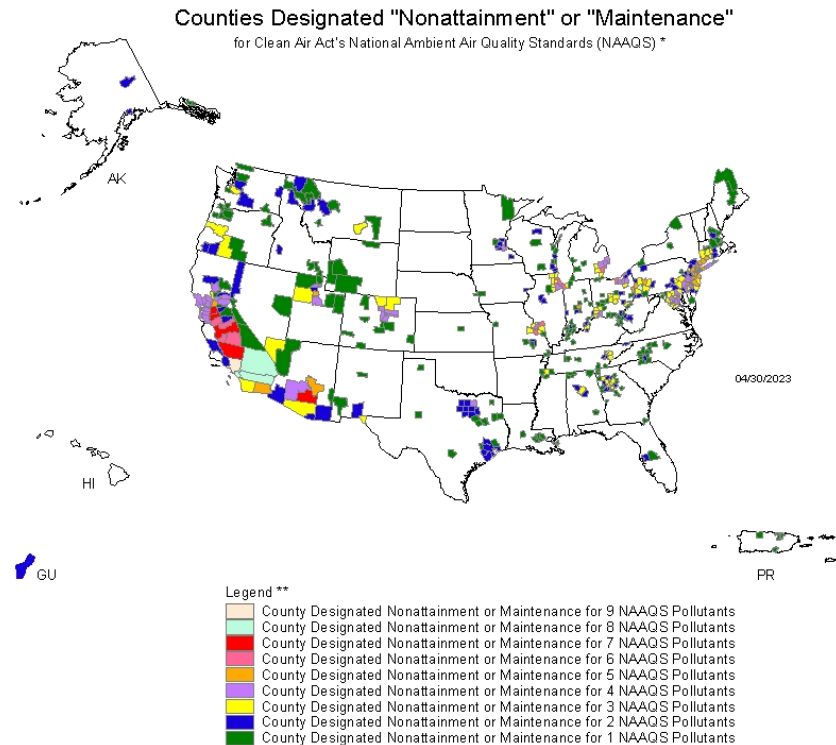 Counties Designated "Nonattainment" or "Maintenance"
for Clean Air Act's National Ambient Air Quality Standards (NAAQS) *
AK
04/30/2023
HI
GU
PR
Legend **
County Designated Nonattainment or Maintenance for 9 NAAQS Pollutants
County Designated Nonattainment or Maintenance for 8 NAAQS Pollutants
County Designated Nonattainment or Maintenance for 7 NAAQS Pollutants
County Designated Nonattainment or Maintenance for 6 NAAQS Pollutants
County Designated Nonattainment or Maintenance for 5 NAAQS Pollutants
County Designated Nonattainment or Maintenance for 4 NAAQS Pollutants
County Designated Nonattainment or Maintenance for 3 NAAQS Pollutants
County Designated Nonattainment or Maintenance for 2 NAAQS Pollutants
County Designated Nonattainment or Maintenance for 1 NAAQS Pollutants